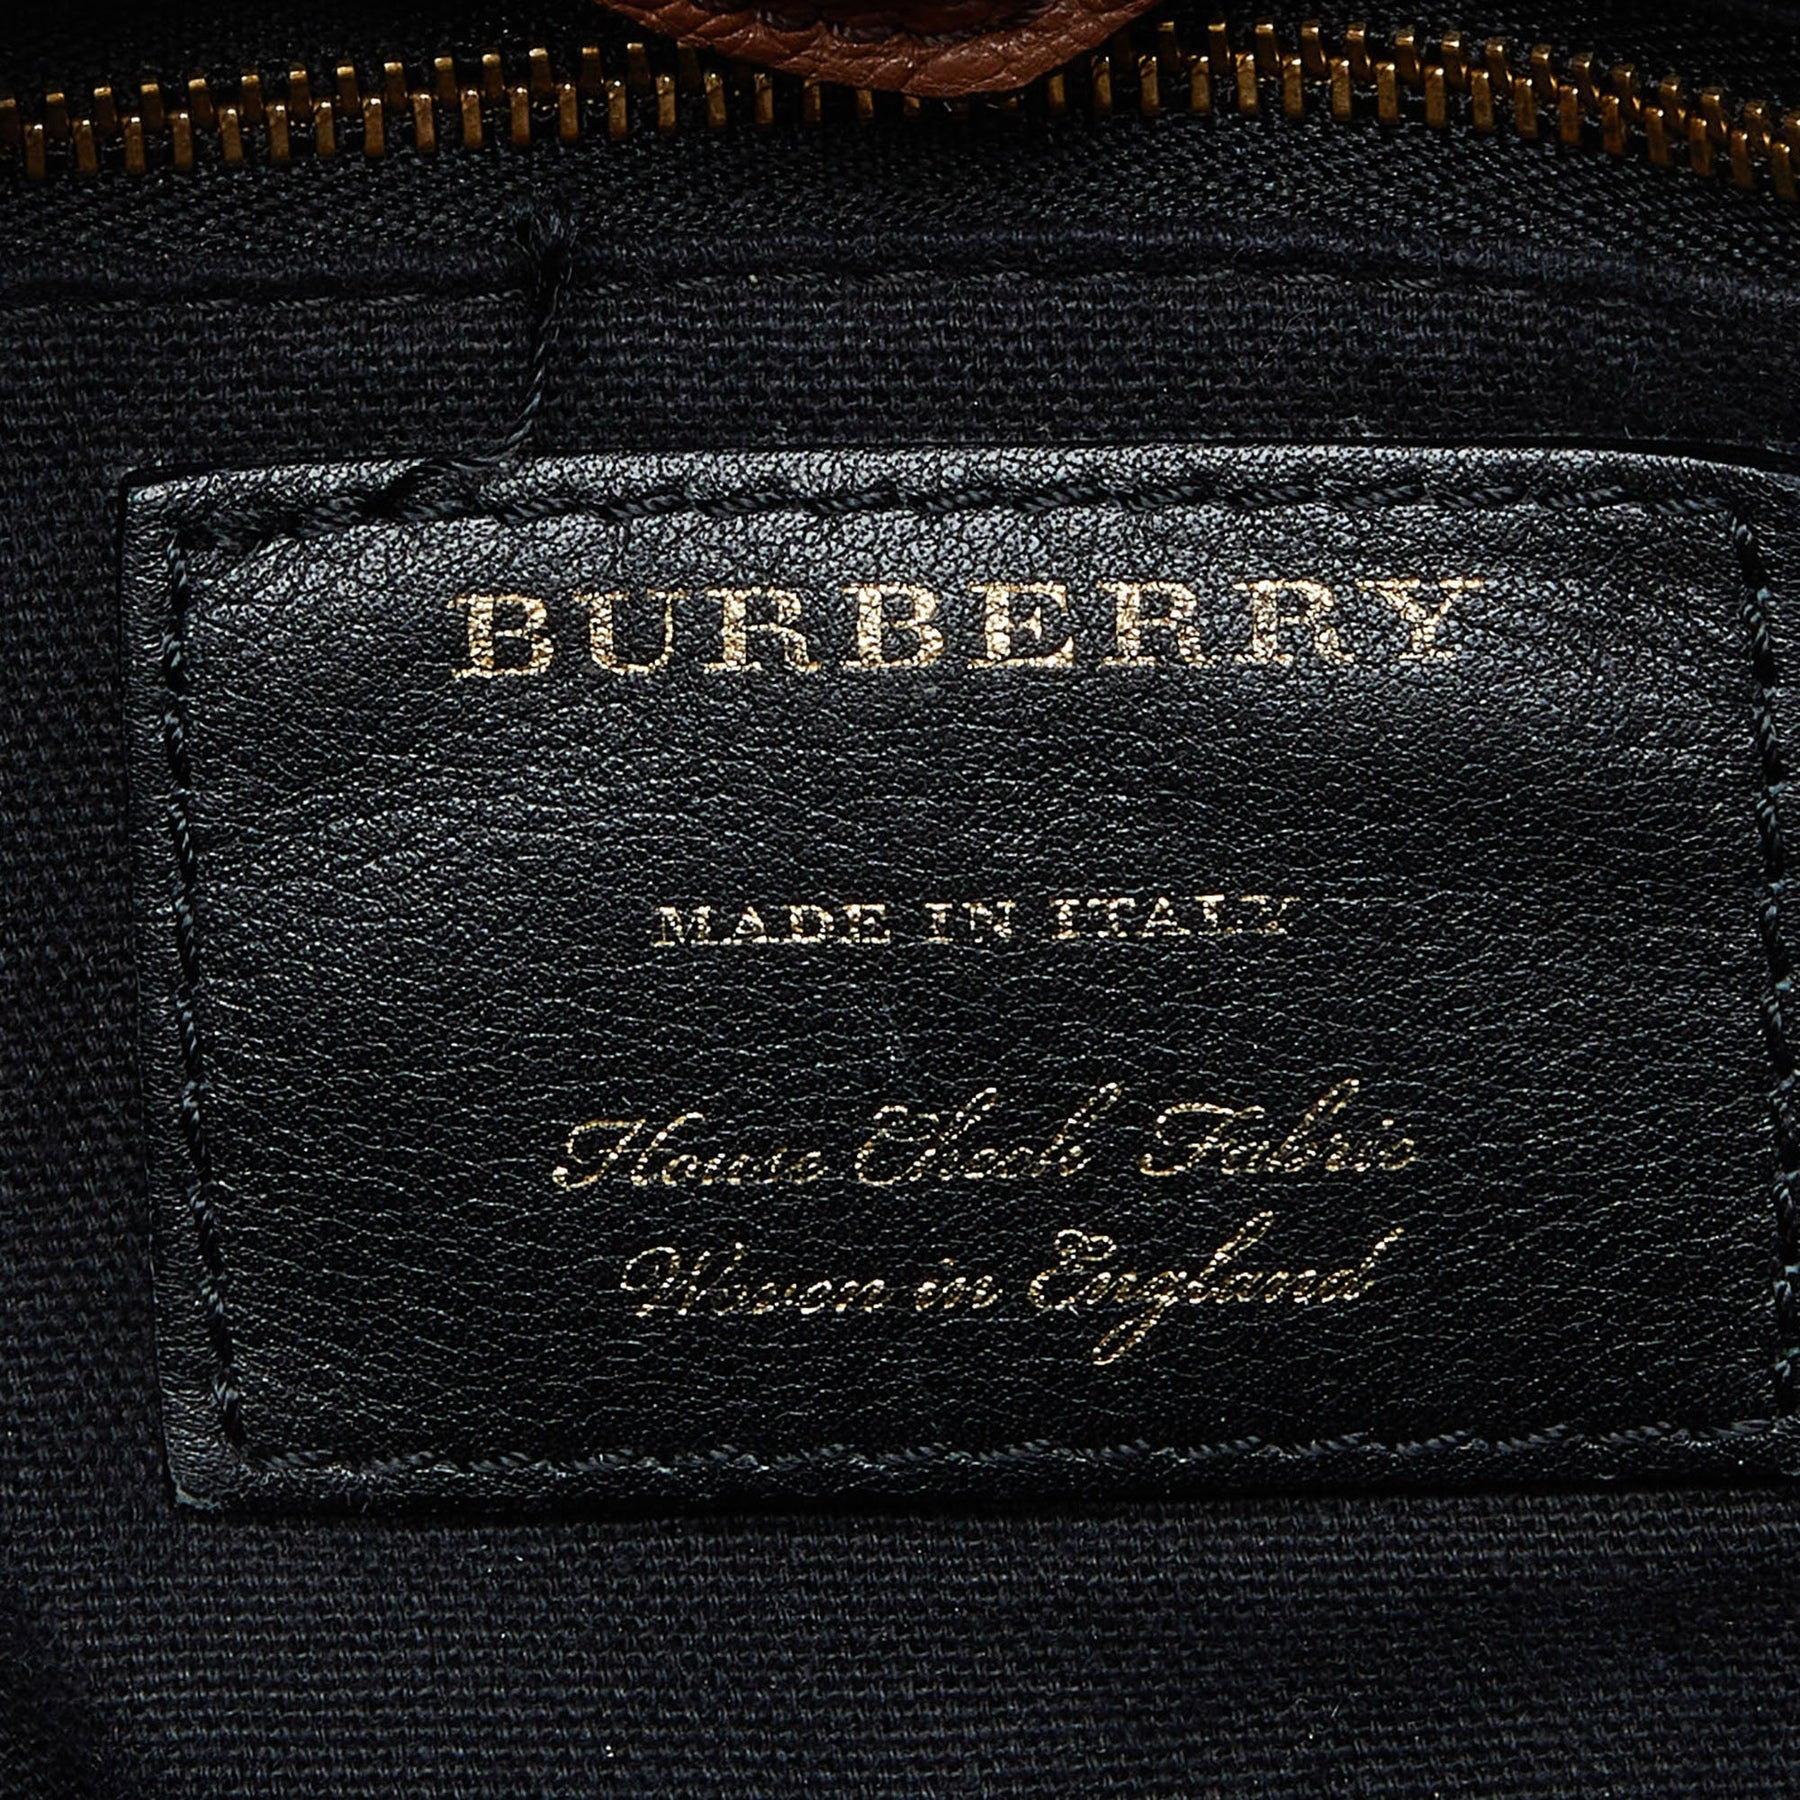 BURBERRY
MADE IN ITALY
House Check Fabric
Woven in England